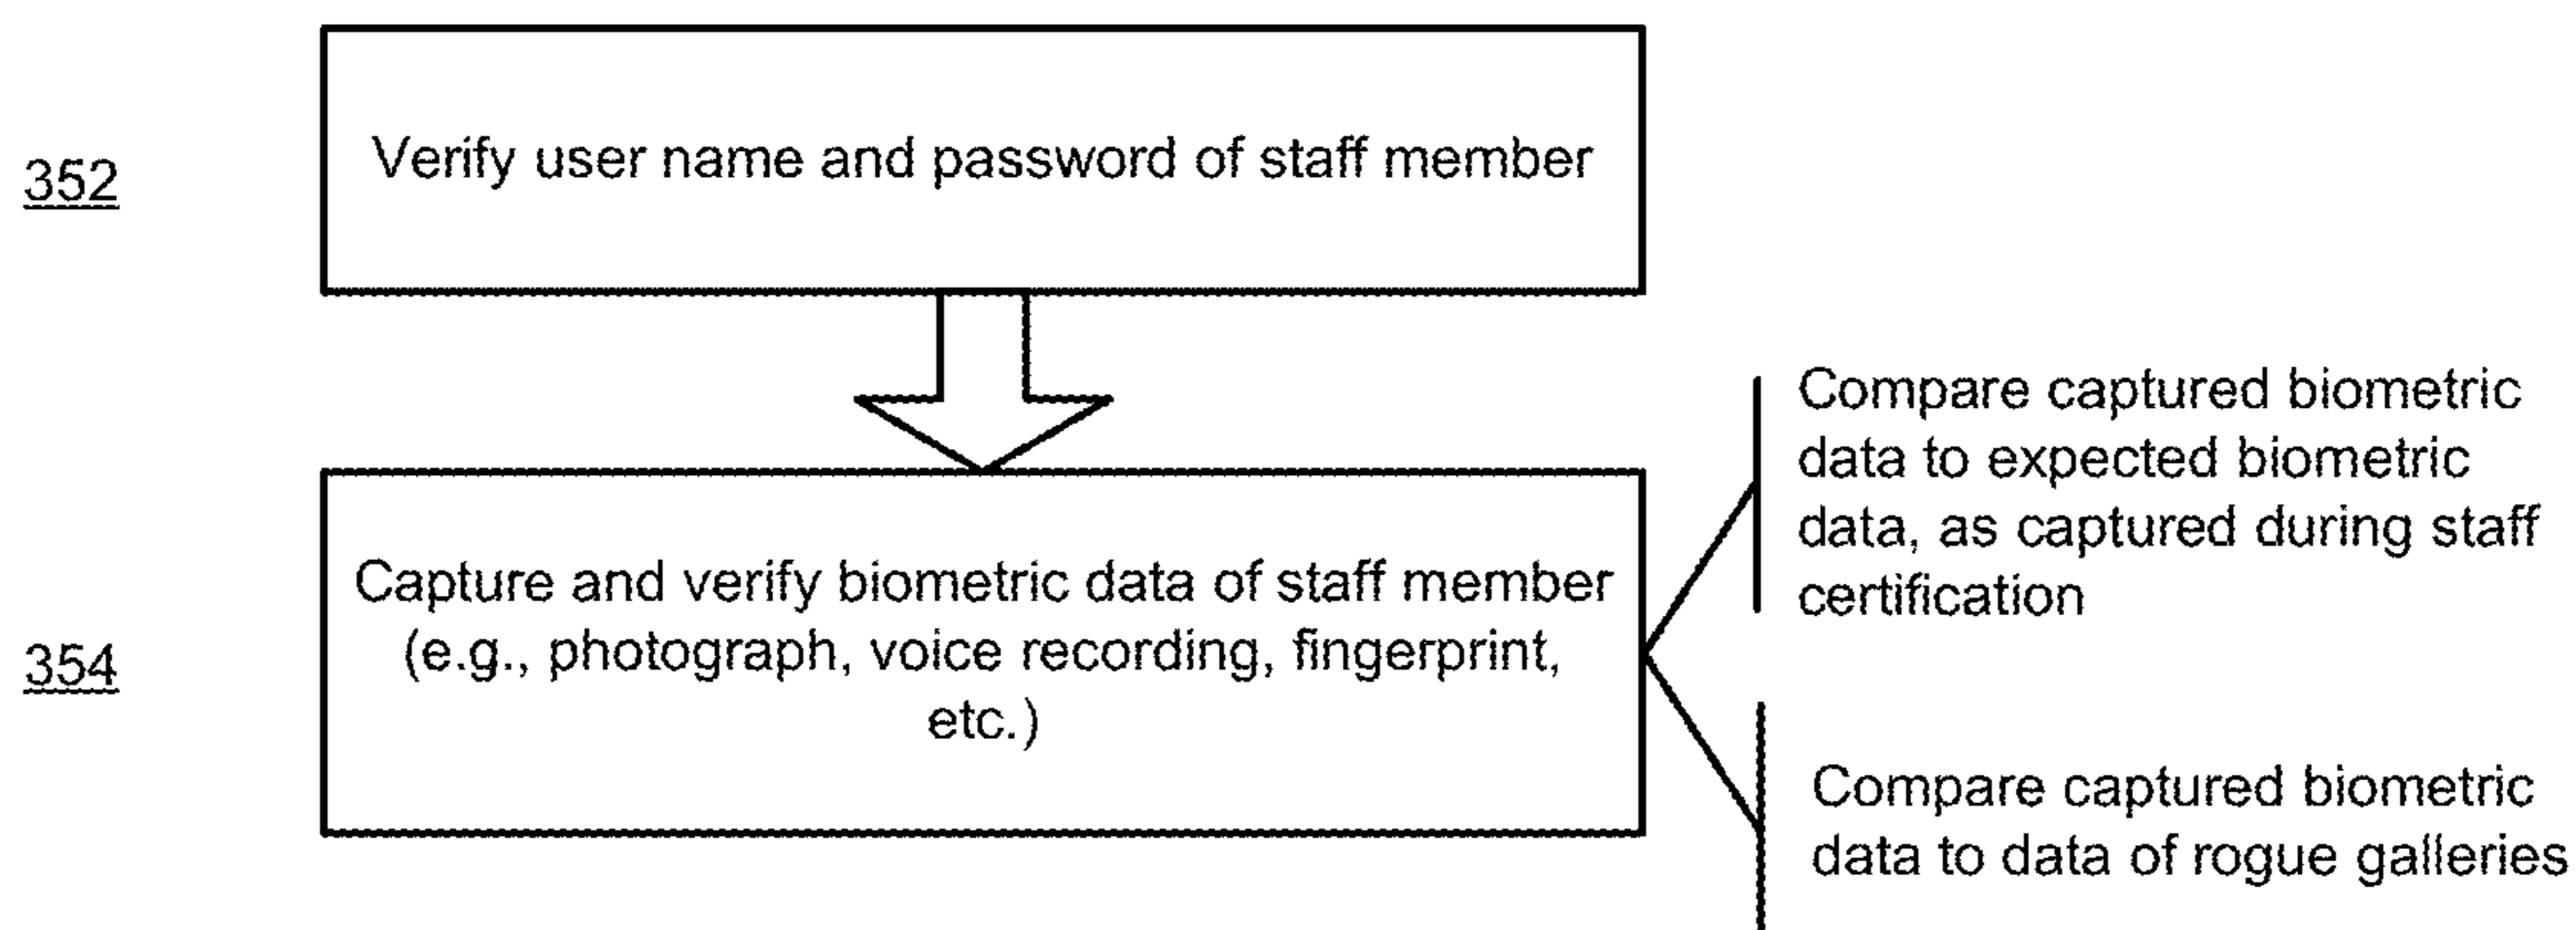 352
Verify user name and password of staff member
Compare captured biometric
data to expected biometric
data, as captured during staff
certification
354
Capture and verify biometric data of staff member
(e.g., photograph, voice recording, fingerprint,
etc.)
Compare captured biometric
data to data of rogue galleries